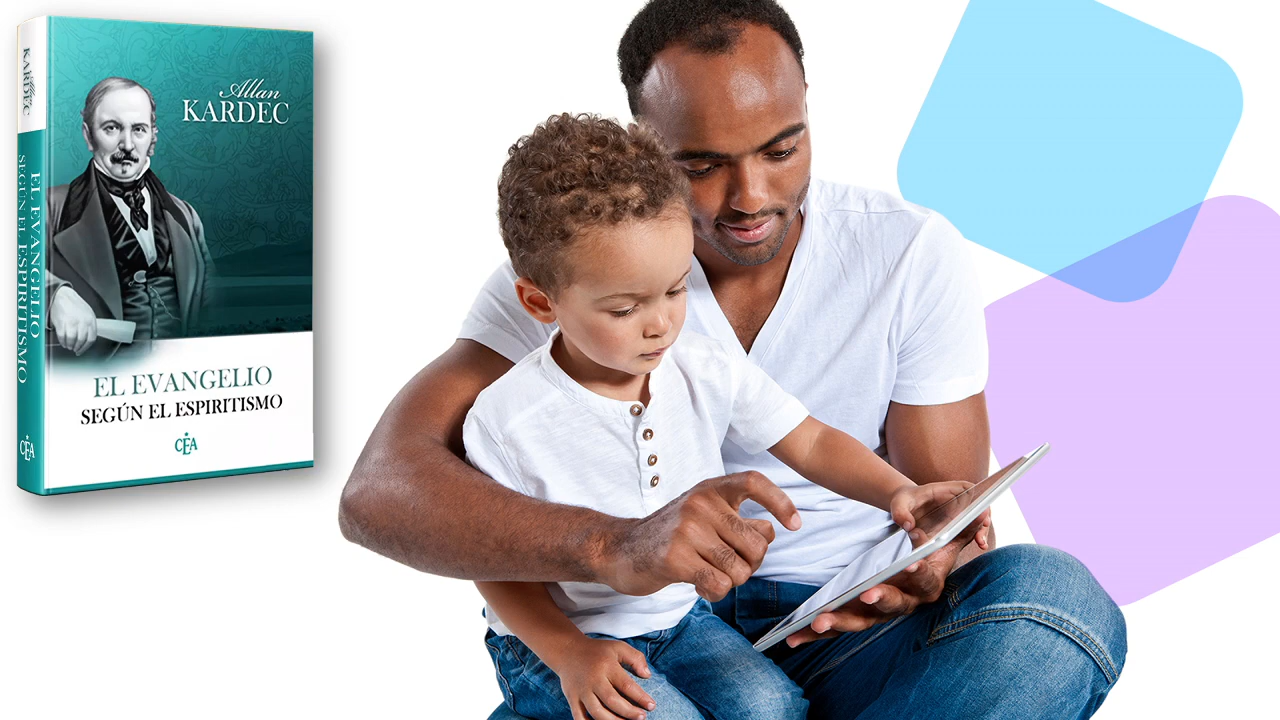 Allan
KARDEC
EL EVANGELIO
SEGÚN EL ESPIRITISMO
CEA
Allan
KARDEC
EL EVANGELIO
SEGÚN EL ESPIRITISMO
CEA